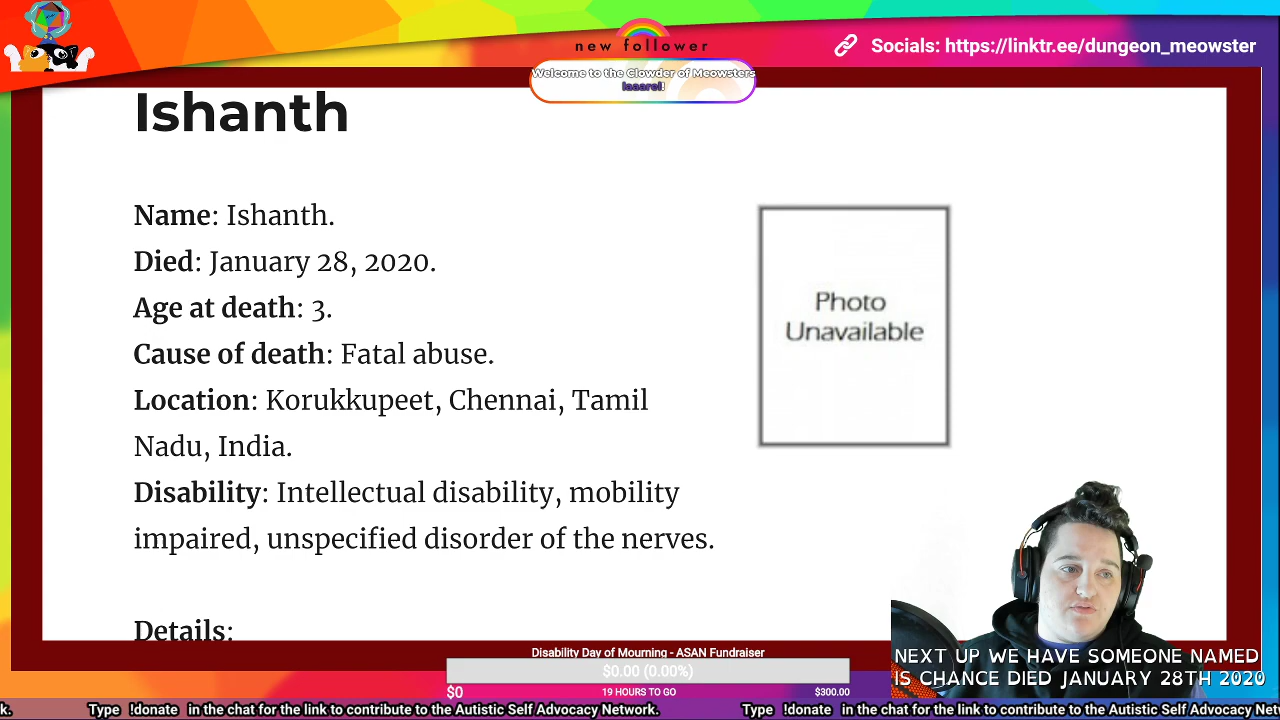 new follower
Welcome to the Clowder of Meowsters
Socials: https://linktr.ee/dungeon_meowster
Ishanth
Name: Ishanth.
Died: January 28, 2020.
Age at death: 3.
Cause of death: Fatal abuse.
Location: Korukkupeet, Chennai, Tamil
Nadu, India.
Disability: Intellectual disability, mobility
impaired, unspecified disorder of the nerves.
Details:
Photo
Unavailable
NEXT UP WE HAVE SOMEONE NAMED
IS CHANCE DIED JANUARY 28TH 2020
Disability Day of Mourning - ASAN Fundraiser
$0.00 (0.00%)
$0 19 HOURS TO GO $300.00
k. Type !donate in the chat for the link to contribute to the Autistic Self Advocacy Network. Type !donate in the chat for the link to contribute to the Autistic Self Advocacy Net